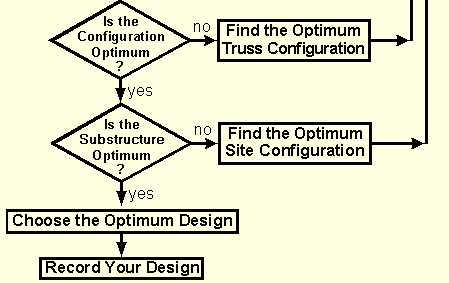 Is the
Configuration
Optimum
?
no
Find the Optimum
Truss Configuration
yes
Is the
Substructure
Optimum
?
no
Find the Optimum
Site Configuration
yes
Choose the Optimum Design
Record Your Design